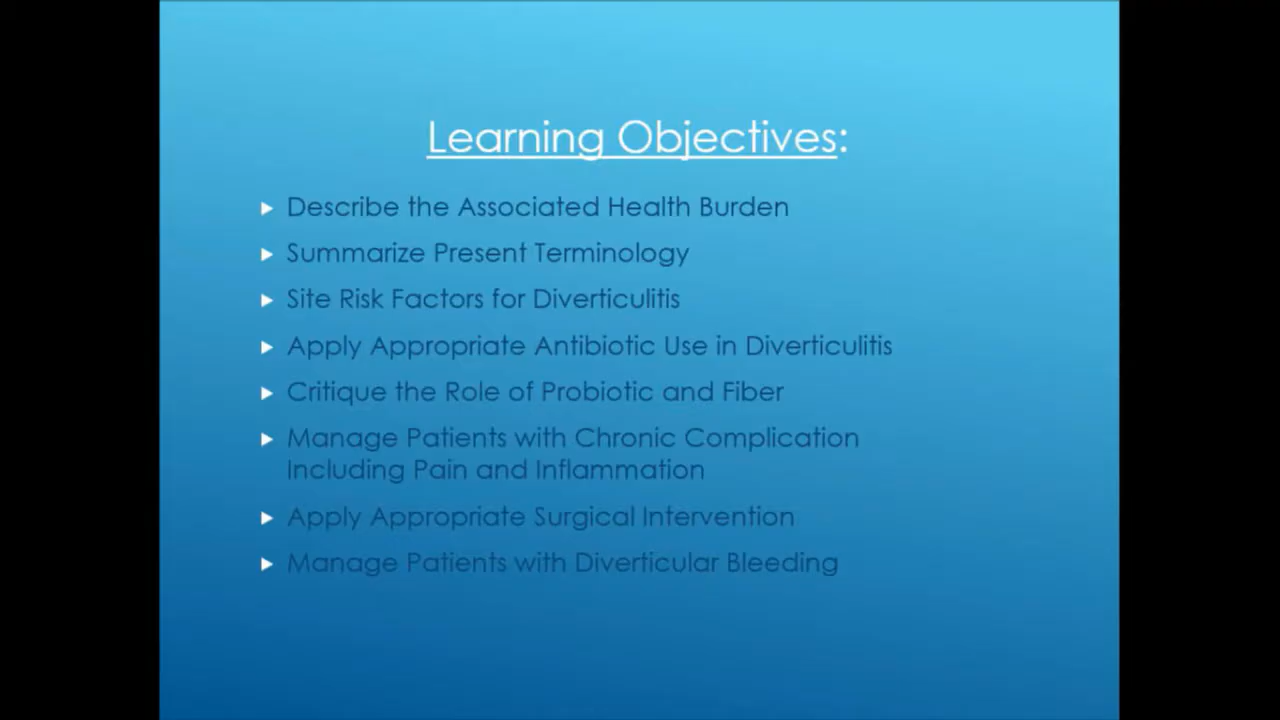 Learning Objectives:
Describe the Associated Health Burden
Summarize Present Terminology
Site Risk Factors for Diverticulitis
Apply Appropriate Antibiotic Use in Diverticulitis
Critique the Role of Probiotic and Fiber
Manage Patients with Chronic Complication
Including Pain and Inflammation
Apply Appropriate Surgical Intervention
Manage Patients with Diverticular Bleeding